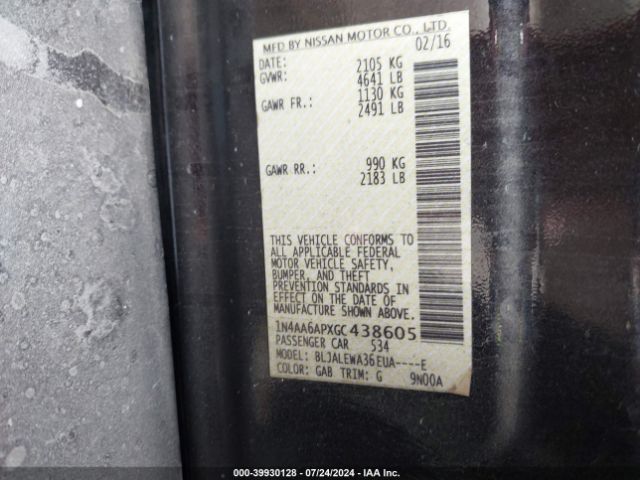 MFD BY NISSAN MOTOR CO., LTD
DATE: 02/16
GVWR: 2105 KG
4641 LB
GAWR FR.: 1130 KG
2491 LB
GAWR RR.: 990 KG
2183 LB
THIS VEHICLE CONFORMS TO
ALL APPLICABLE FEDERAL
MOTOR VEHICLE SAFETY,
BUMPER, AND THEFT
PREVENTION STANDARDS IN
EFFECT ON THE DATE OF
MANUFACTURE SHOWN ABOVE.
1N4AA6APXGC438605
PASSENGER CAR 534
MODEL: BLJALEWA36EUA----E
COLOR: GAB TRIM: G 9N00A
000-39930128 - 07/24/2024 - IAA Inc.